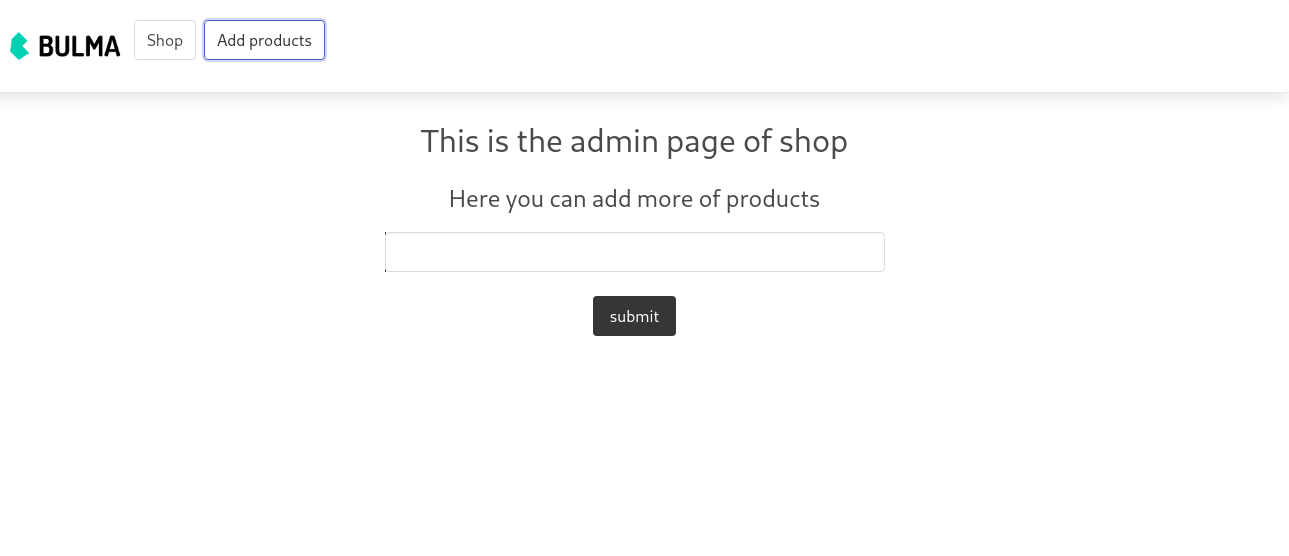 BULMA Shop Add products
This is the admin page of shop
Here you can add more of products
submit